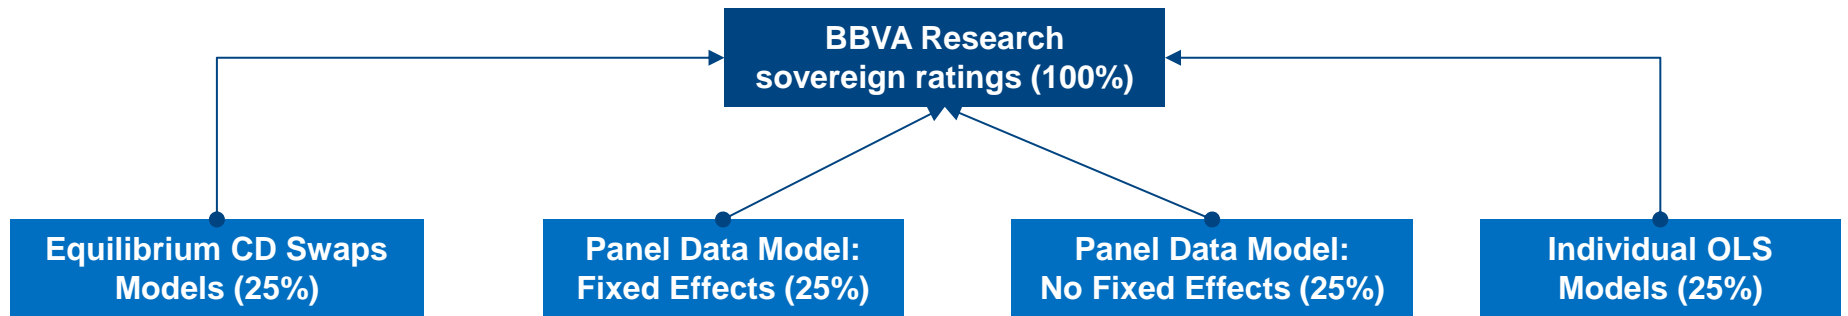 BBVA Research
sovereign ratings (100%)
Equilibrium CD Swaps
Models (25%)
Panel Data Model:
Fixed Effects (25%)
Panel Data Model:
No Fixed Effects (25%)
Individual OLS
Models (25%)